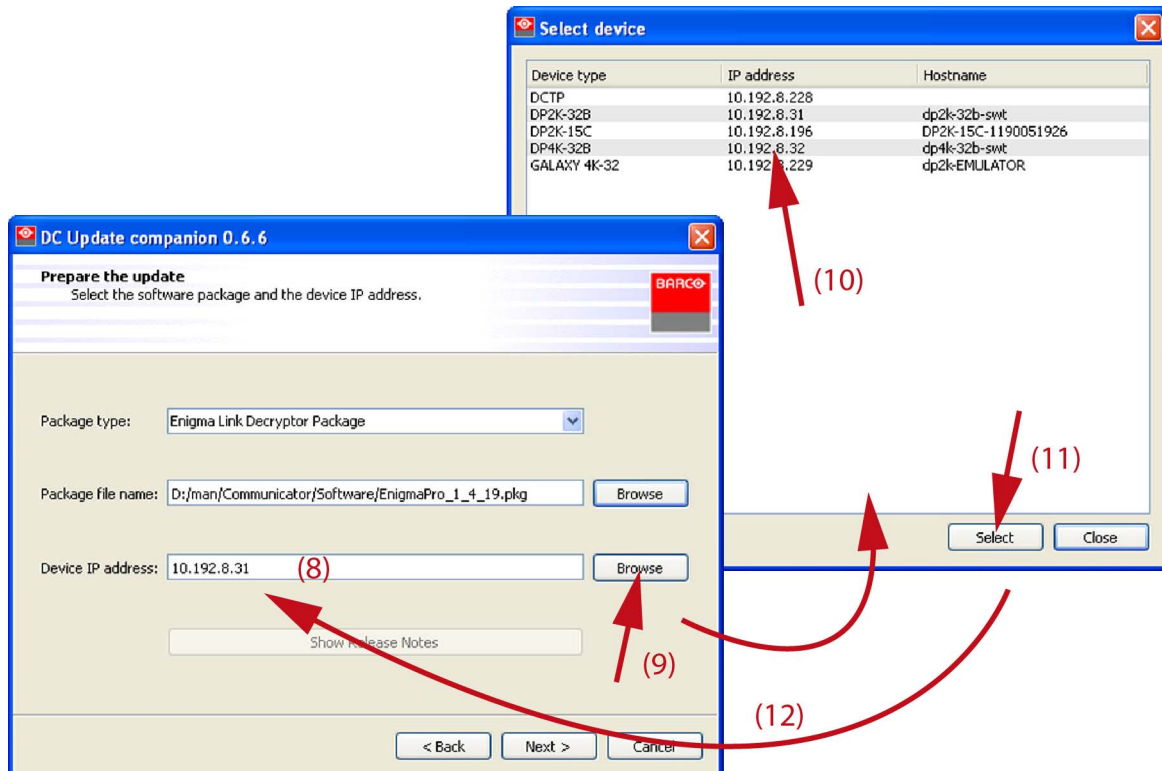 Select device
Device type IP address Hostname
DCTP 10.192.8.228
DP2K-32B 10.192.8.31 dp2k-32b-swt
DP2K-15C 10.192.8.196 DP2K-15C-1190051926
DP4K-32B 10.192.8.32 dp4k-32b-swt
GALAXY 4K-32 10.192.8.229 dp2k-EMULATOR
(10)
(11)
Select Close
DC Update companion 0.6.6
Prepare the update
Select the software package and the device IP address.
BARCO
Package type: Enigma Link Decryptor Package
Package file name: D:/man/Communicator/Software/EnigmaPro_1_4_19.pkg Browse
Device IP address: 10.192.8.31 (8) Browse
Show Release Notes
(9)
(12)
< Back Next > Cancel